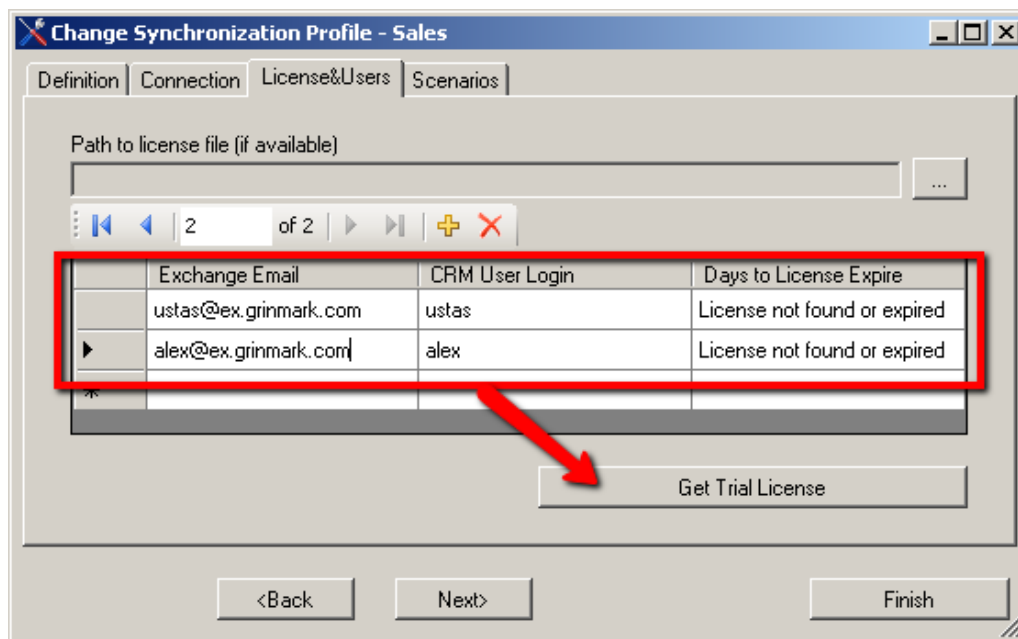 Change Synchronization Profile - Sales
Definition Connection License&Users Scenarios
Path to license file (if available)
...
2 of 2
Exchange Email CRM User Login Days to License Expire
ustas@ex.grinmark.com ustas License not found or expired
alex@ex.grinmark.com alex License not found or expired
Get Trial License
<Back Next> Finish